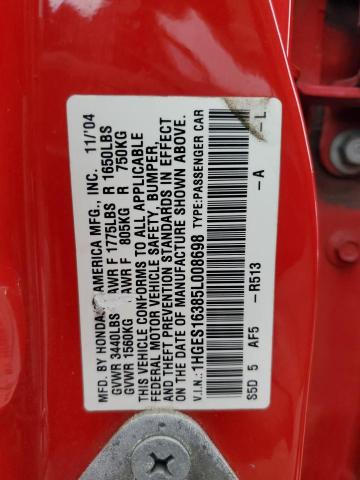 MFD. BY HONDA AMERICA MFG., INC. 11/'04
GVWR 3440LBS GAWR F 1775LBS R 1650LBS
GVWR 1560KG GAWR F 805KG R 750KG
THIS VEHICLE CONFORMS TO ALL APPLICABLE
FEDERAL MOTOR VEHICLE SAFETY, BUMPER,
AND THEFT PREVENTION STANDARDS IN EFFECT
ON THE DATE OF MANUFACTURE SHOWN ABOVE.
V.I.N.: 1HGES16385L008698 TYPE:PASSENGER CAR
S5D 5 AF5 -R513 -A -L